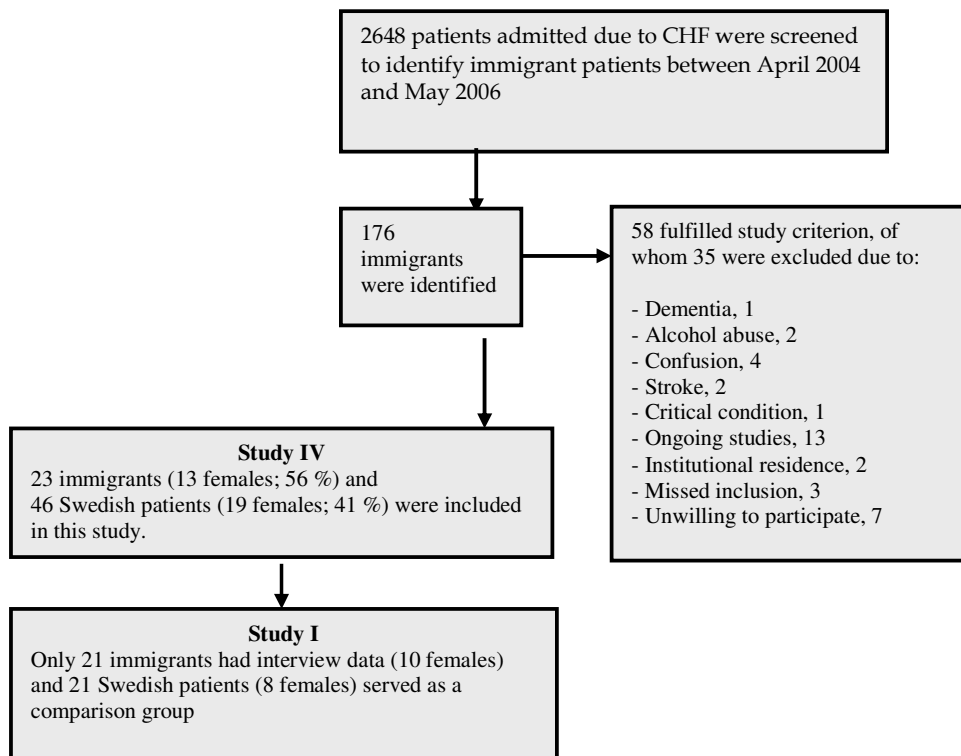 2648 patients admitted due to CHF were screened
to identify immigrant patients between April 2004
and May 2006
176
immigrants
were identified
58 fulfilled study criterion, of
whom 35 were excluded due to:
- Dementia, 1
- Alcohol abuse, 2
- Confusion, 4
- Stroke, 2
- Critical condition, 1
- Ongoing studies, 13
- Institutional residence, 2
- Missed inclusion, 3
- Unwilling to participate, 7
Study IV
23 immigrants (13 females; 56 %) and
46 Swedish patients (19 females; 41 %) were included
in this study.
Study I
Only 21 immigrants had interview data (10 females)
and 21 Swedish patients (8 females) served as a
comparison group